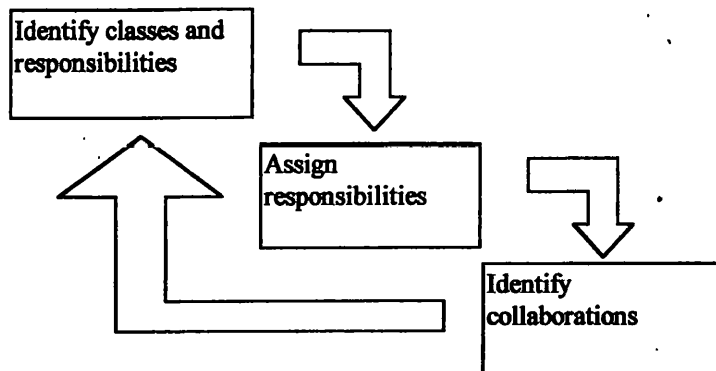 Identify classes and
responsibilities
Assign
responsibilities
Identify
collaborations